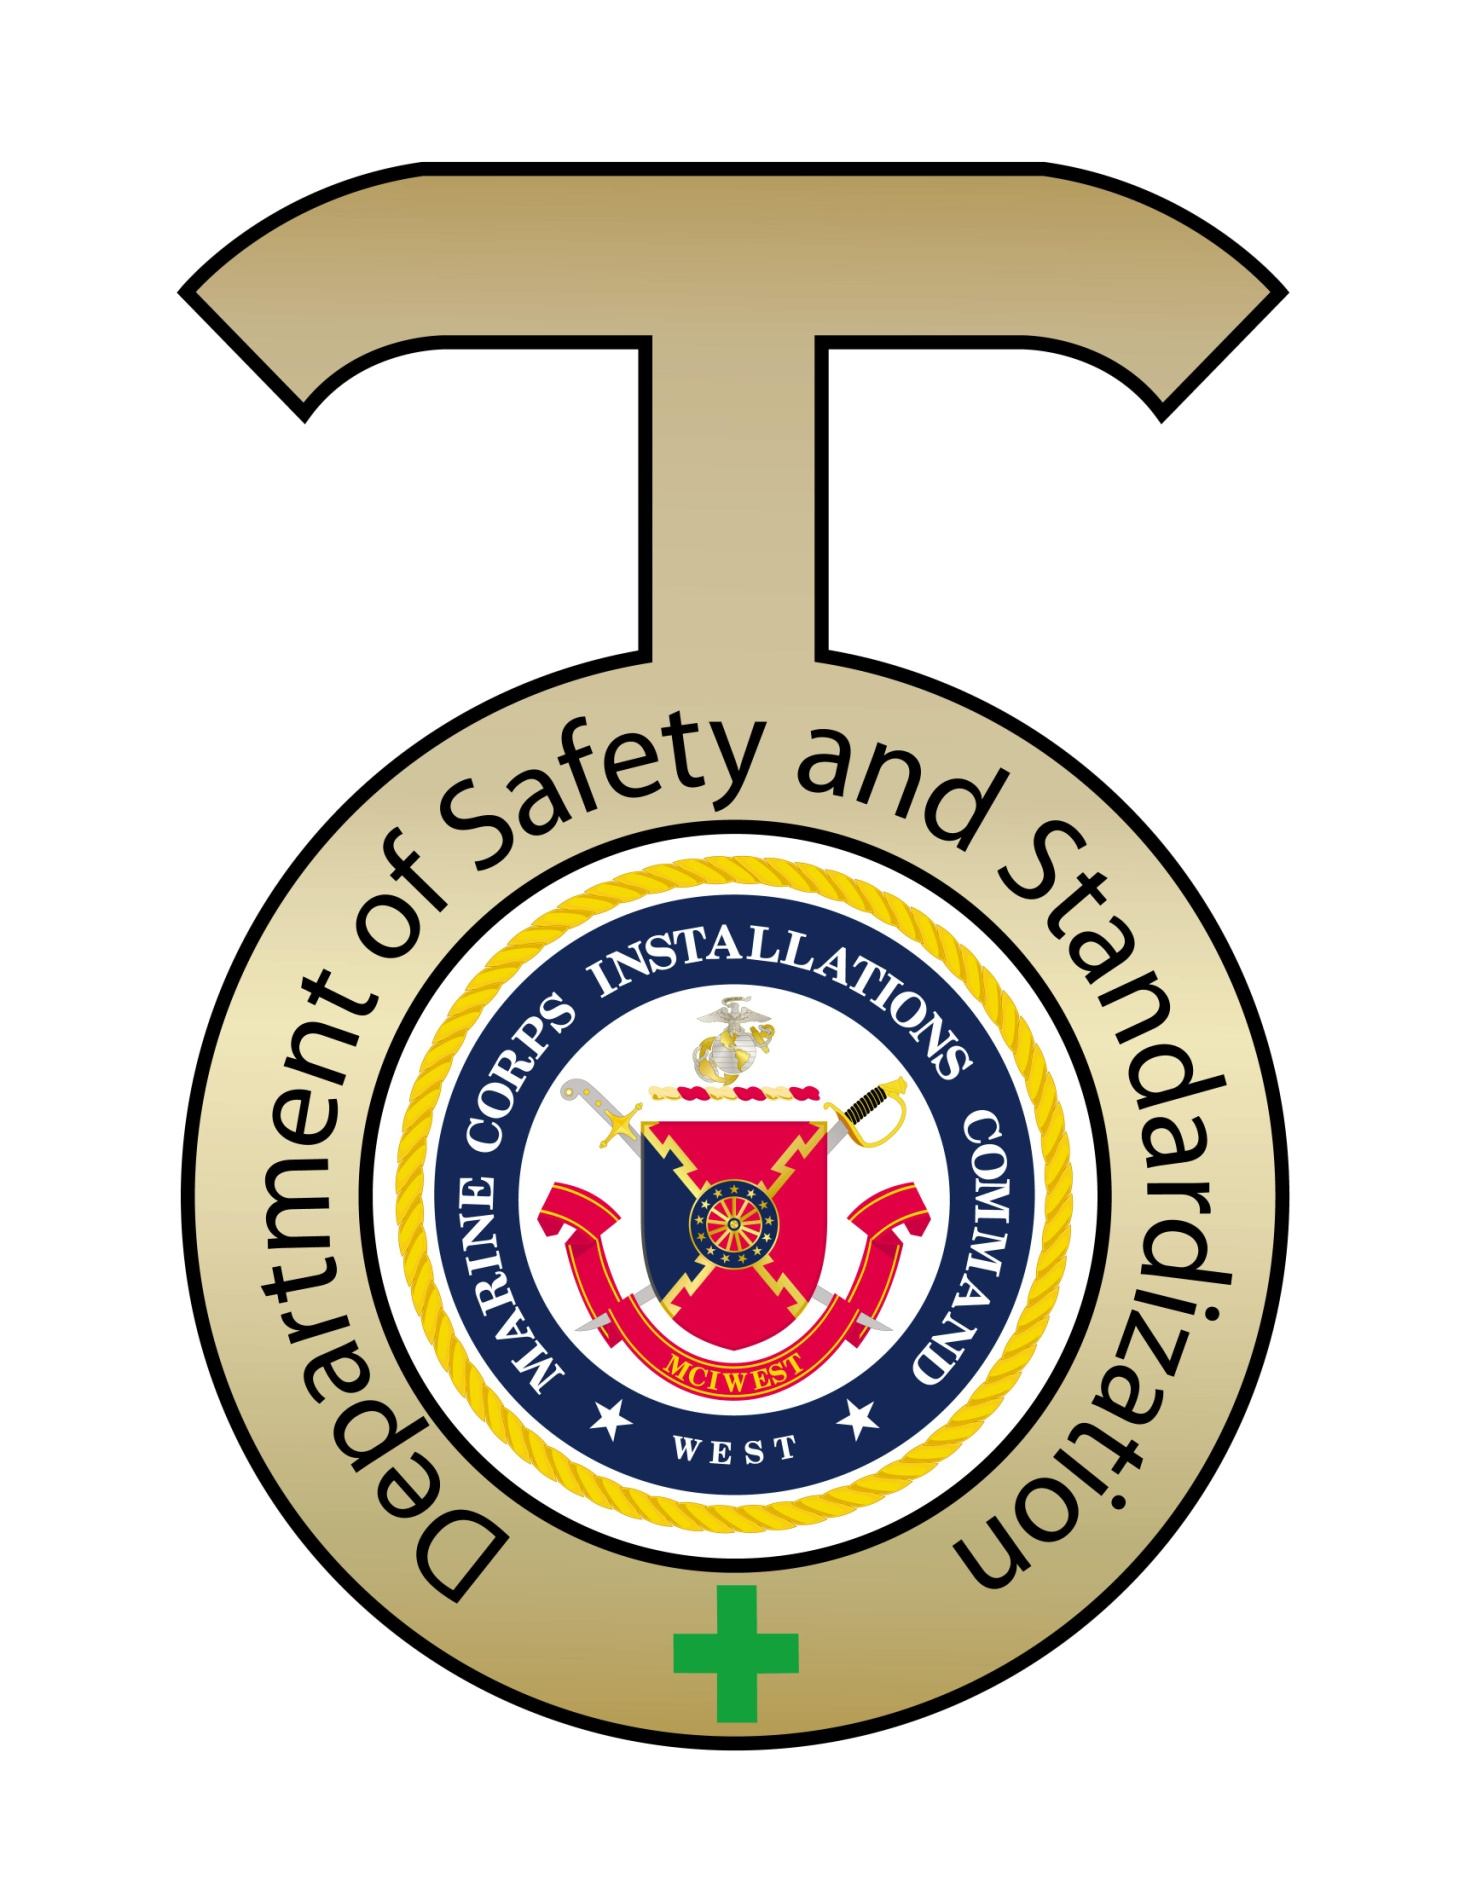 Department of Safety and Standardization
MARINE CORPS INSTALLATIONS COMMAND
MCIWEST
WEST